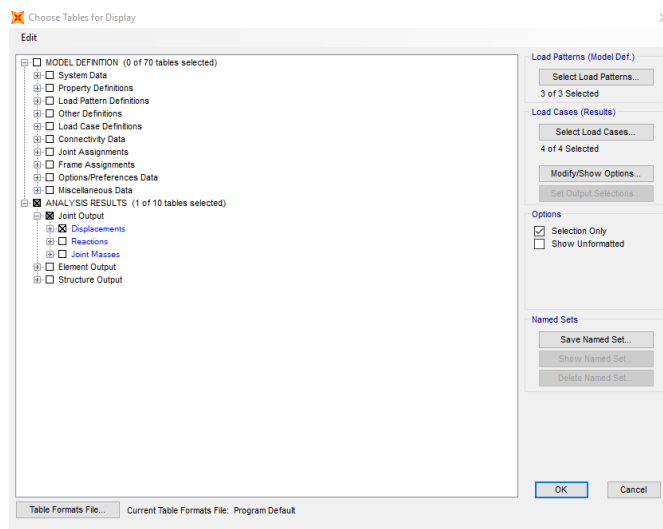 Choose Tables for Display
Edit
MODEL DEFINITION (0 of 70 tables selected)
System Data
Property Definitions
Load Pattern Definitions
Other Definitions
Load Case Definitions
Connectivity Data
Joint Assignments
Frame Assignments
Options/Preferences Data
Miscellaneous Data
ANALYSIS RESULTS (1 of 10 tables selected)
Joint Output
Displacements
Reactions
Joint Masses
Element Output
Structure Output
Load Patterns (Model Def.)
Select Load Patterns...
3 of 3 Selected
Load Cases (Results)
Select Load Cases...
4 of 4 Selected
Modify/Show Options...
Set Output Selections...
Options
Selection Only
Show Unformatted
Named Sets
Save Named Set...
Show Named Set...
Delete Named Set...
OK Cancel
Table Formats File... Current Table Formats File: Program Default